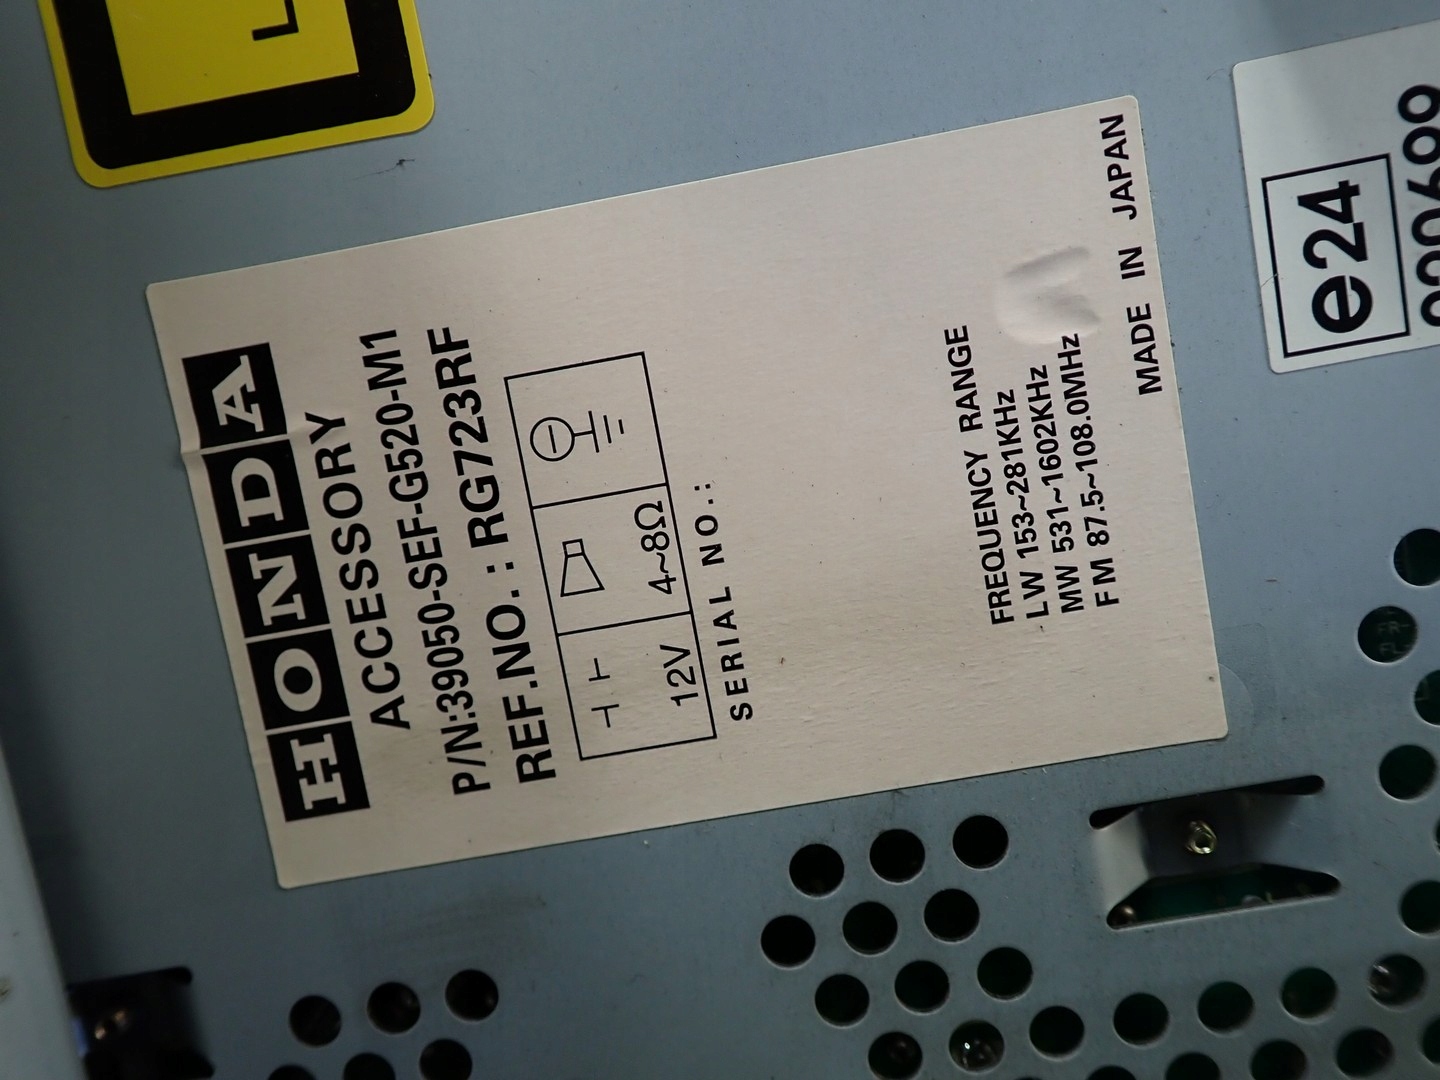 HONDA
ACCESSORY
P/N:39050-SEF-G520-M1
REF.NO.: RG723RF
12V 4~8Ω
SERIAL NO.:
FREQUENCY RANGE
LW 153~281KHz
MW 531~1602KHz
FM 87.5~108.0MHz
MADE IN JAPAN
e24